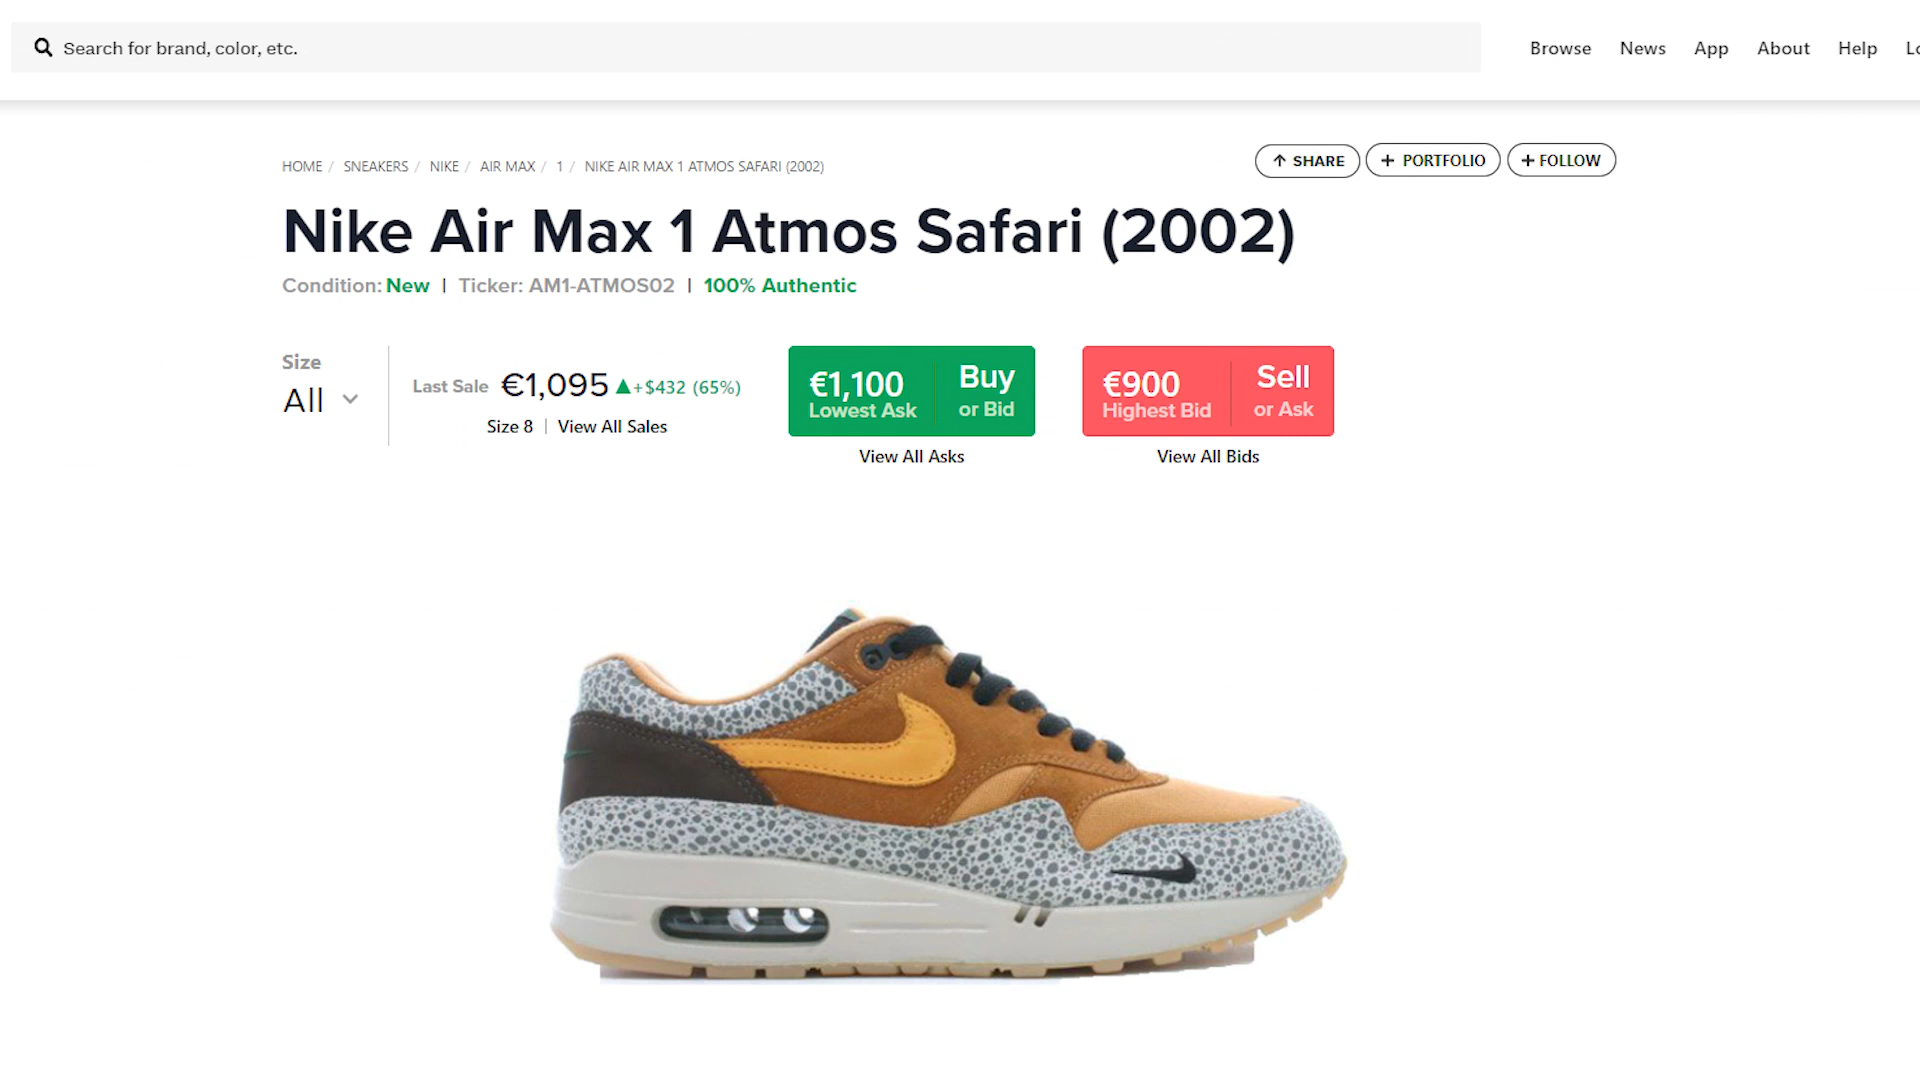 Search for brand, color, etc.
Browse News App About Help Lo
HOME / SNEAKERS / NIKE / AIR MAX / 1 / NIKE AIR MAX 1 ATMOS SAFARI (2002)
SHARE + PORTFOLIO + FOLLOW
Nike Air Max 1 Atmos Safari (2002)
Condition: New | Ticker: AM1-ATMOS02 | 100% Authentic
Size
All
Last Sale €1,095 ▲+$432 (65%)
Size 8 | View All Sales
€1,100 Buy
Lowest Ask or Bid
View All Asks
€900 Sell
Highest Bid or Ask
View All Bids